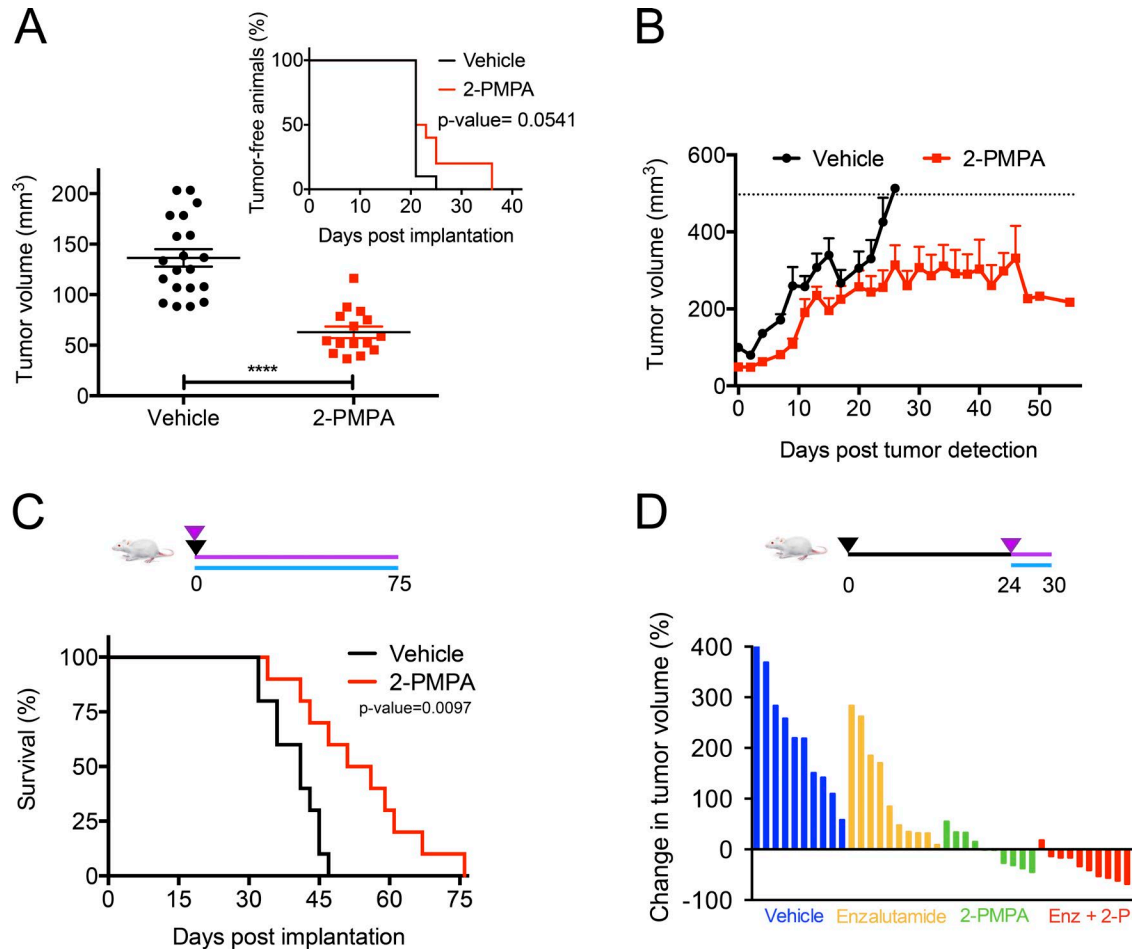 A
Tumor-free animals (%)
100
50
0
0 10 20 30 40
Days post implantation
Vehicle
2-PMPA
p-value= 0.0541
Tumor volume (mm3)
200
150
100
50
0
****
Vehicle 2-PMPA
B
Vehicle 2-PMPA
Tumor volume (mm3)
600
400
200
0
0 10 20 30 40 50
Days post tumor detection
C
0 75
Survival (%)
100
75
50
25
0
Vehicle
2-PMPA
p-value=0.0097
0 15 30 45 60 75
Days post implantation
D
0 24 30
Change in tumor volume (%)
400
300
200
100
0
-100
Vehicle Enzalutamide 2-PMPA Enz + 2-P